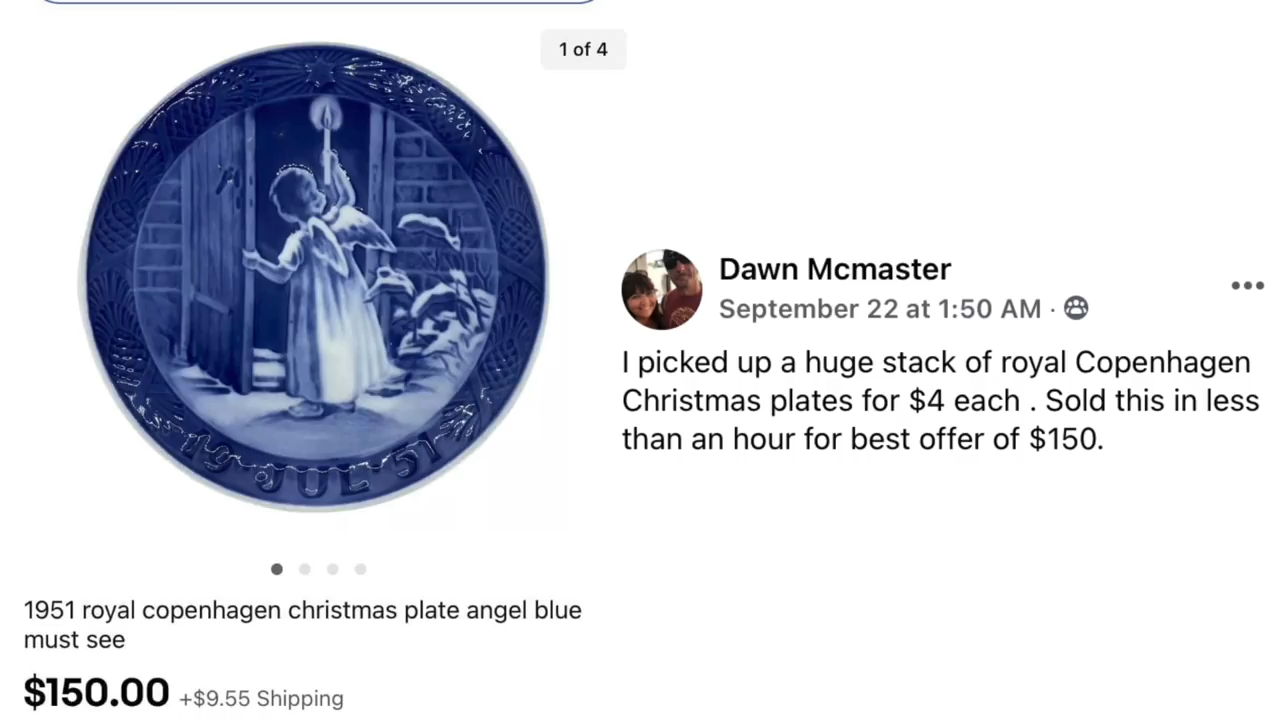 1 of 4
19 JUL 51
1951 royal copenhagen christmas plate angel blue
must see
$150.00 +$9.55 Shipping
Dawn Mcmaster
September 22 at 1:50 AM ·
I picked up a huge stack of royal Copenhagen
Christmas plates for $4 each . Sold this in less
than an hour for best offer of $150.